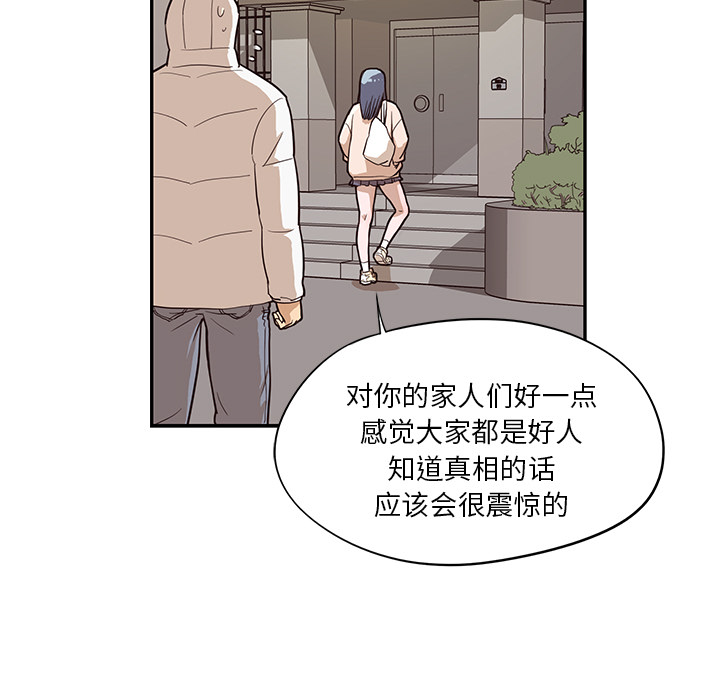 对你的家人们好一点
感觉大家都是好人
知道真相的话
应该会很震惊的